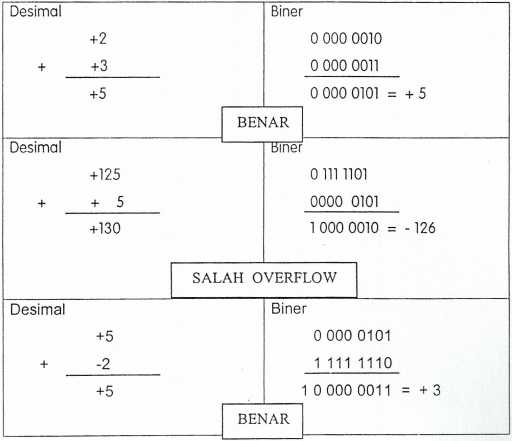 Desimal Biner
+2 0 000 0010
+ +3 0 000 0011
+5 0 000 0101 = + 5
BENAR
Desimal Biner
+125 0 111 1101
+ + 5 0000 0101
+130 1 000 0010 = - 126
SALAH OVERFLOW
Desimal Biner
+5 0 000 0101
+ -2 1 111 1110
+5 1 0 000 0011 = + 3
BENAR